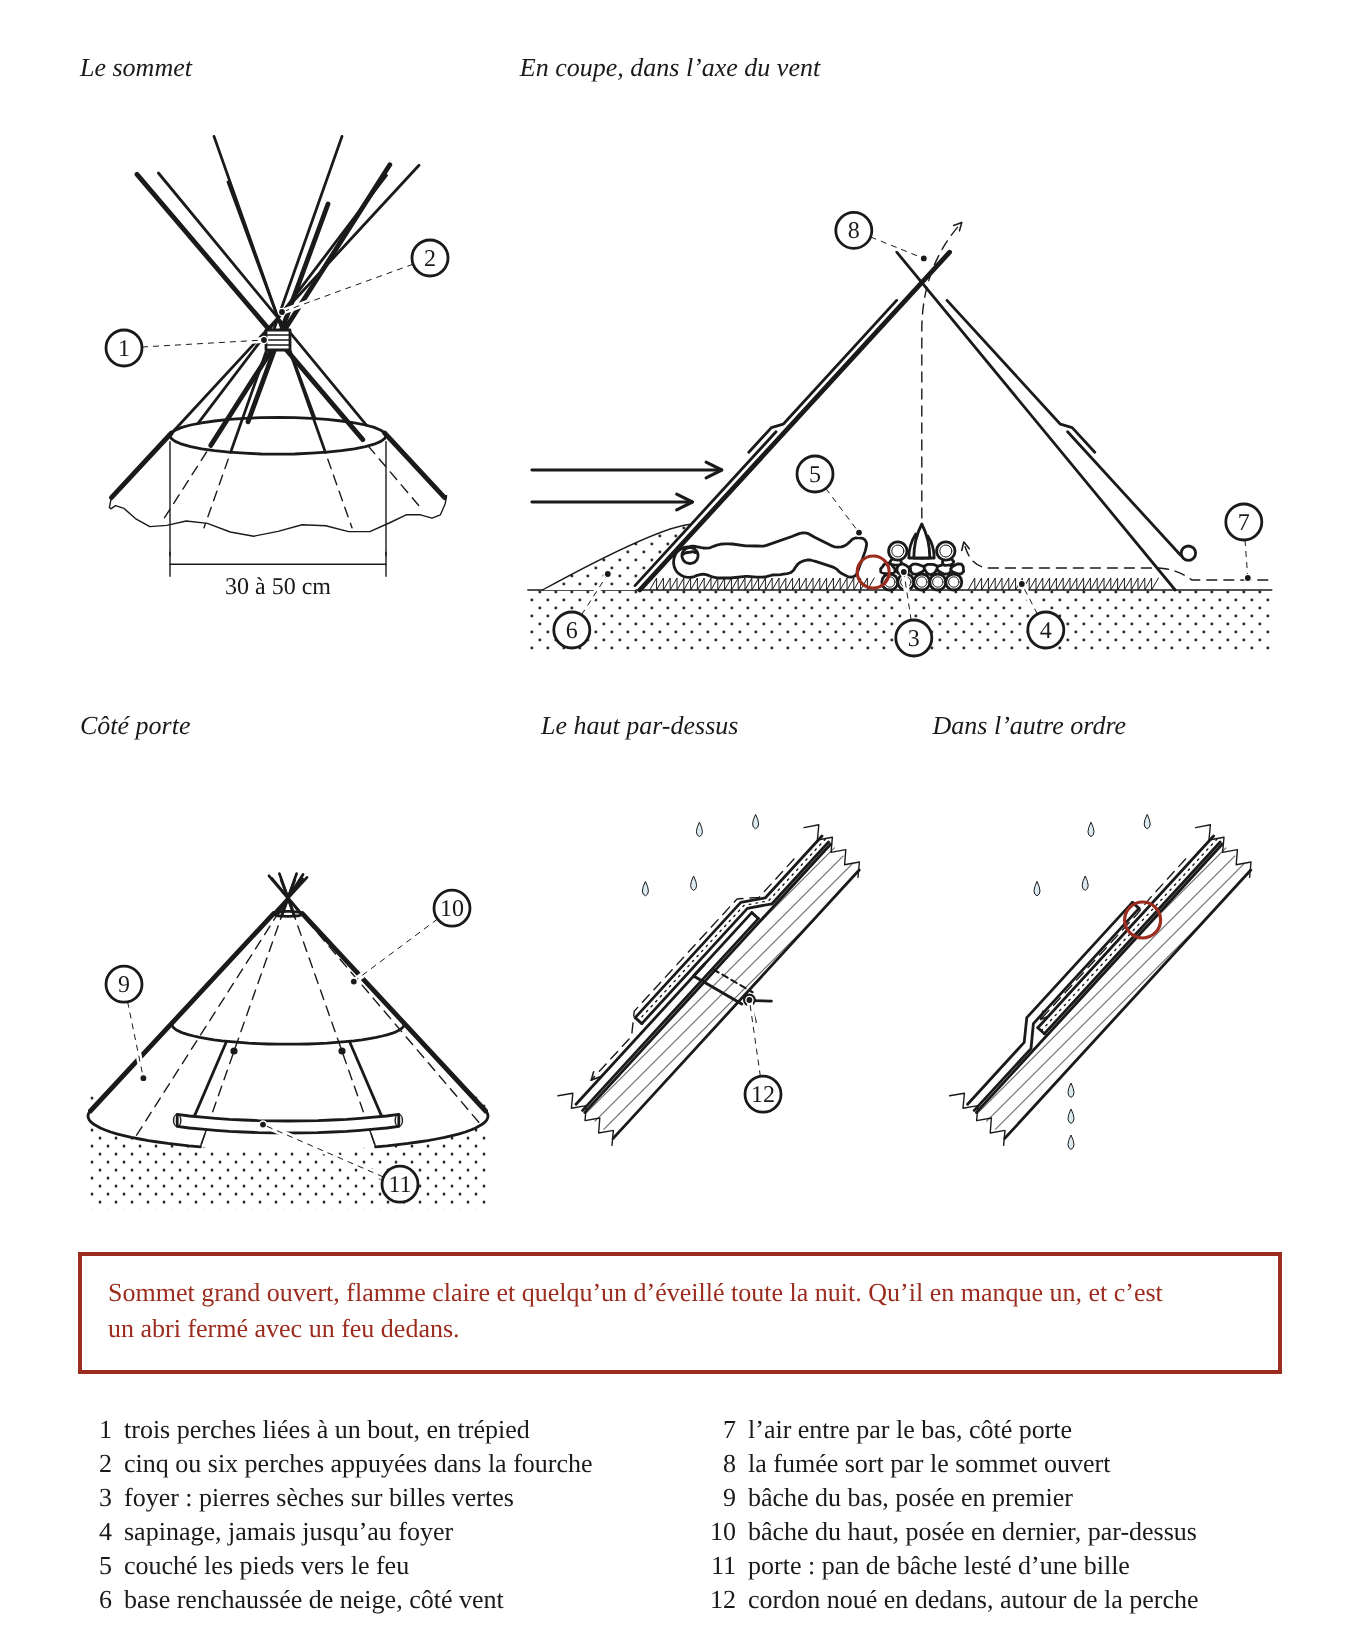 Le sommet
En coupe, dans l’axe du vent
8
2
1
5
7
30 à 50 cm
6
3
4
Côté porte
Le haut par-dessus
Dans l’autre ordre
10
9
12
11
Sommet grand ouvert, flamme claire et quelqu’un d’éveillé toute la nuit. Qu’il en manque un, et c’est
un abri fermé avec un feu dedans.
1 trois perches liées à un bout, en trépied
2 cinq ou six perches appuyées dans la fourche
3 foyer : pierres sèches sur billes vertes
4 sapinage, jamais jusqu’au foyer
5 couché les pieds vers le feu
6 base renchaussée de neige, côté vent
7 l’air entre par le bas, côté porte
8 la fumée sort par le sommet ouvert
9 bâche du bas, posée en premier
10 bâche du haut, posée en dernier, par-dessus
11 porte : pan de bâche lesté d’une bille
12 cordon noué en dedans, autour de la perche